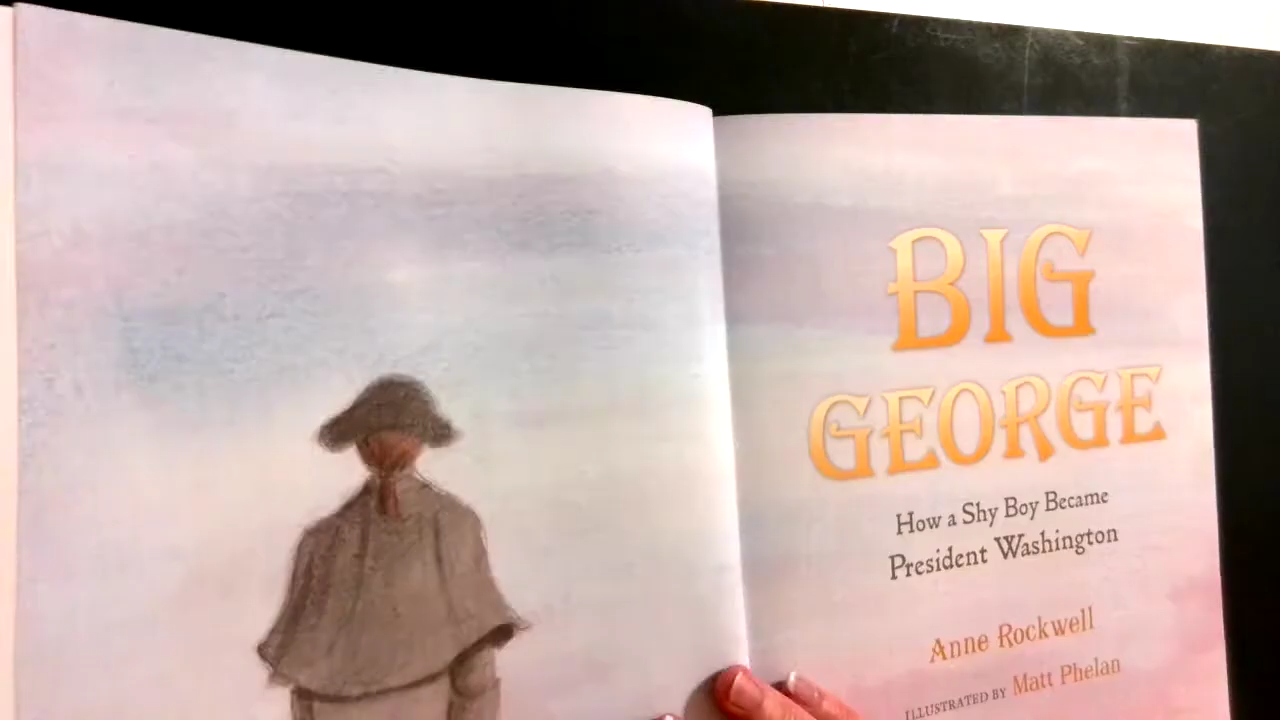 BIG
GEORGE
How a Shy Boy Became
President Washington
Anne Rockwell
ILLUSTRATED BY Matt Phelan